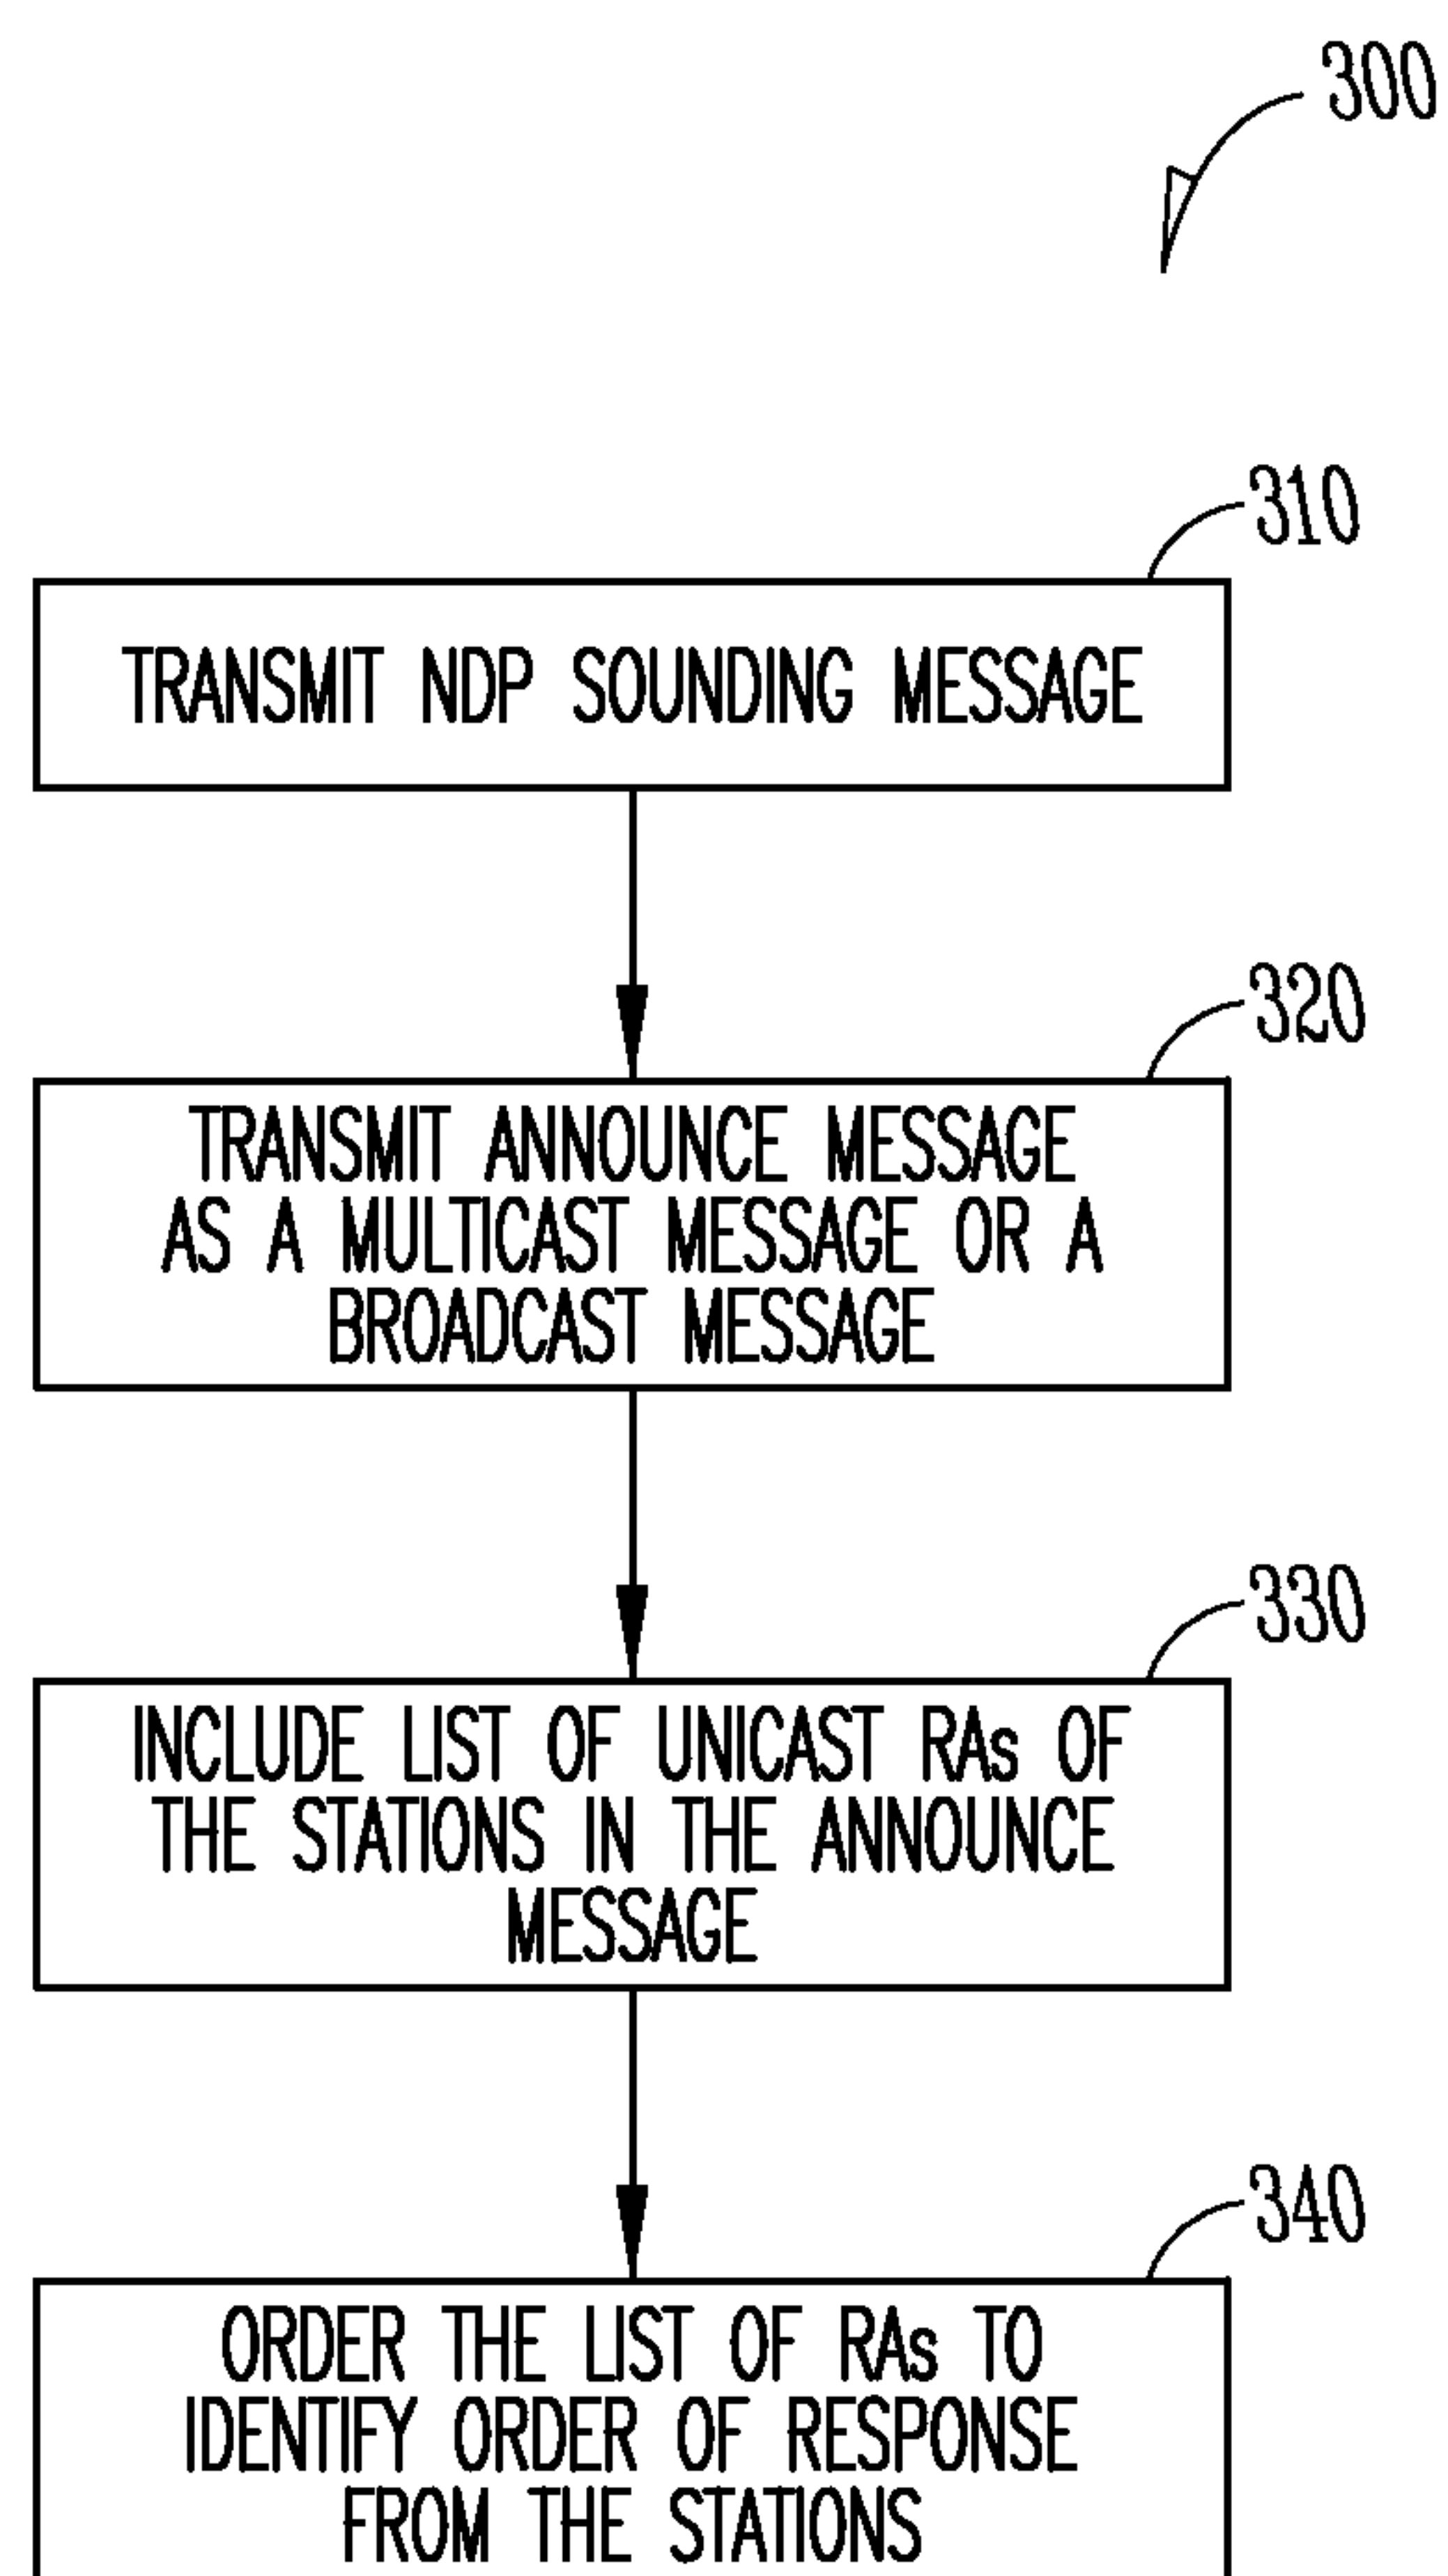 300
310
TRANSMIT NDP SOUNDING MESSAGE
320
TRANSMIT ANNOUNCE MESSAGE
AS A MULTICAST MESSAGE OR A
BROADCAST MESSAGE
330
INCLUDE LIST OF UNICAST RAs OF
THE STATIONS IN THE ANNOUNCE
MESSAGE
340
ORDER THE LIST OF RAs TO
IDENTIFY ORDER OF RESPONSE
FROM THE STATIONS